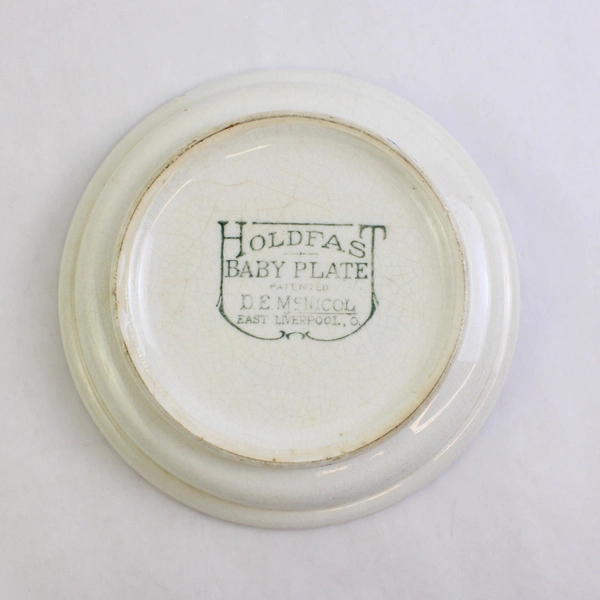 HOLDFAST
BABY PLATE
PATENTED
D.E. McNICOL
EAST LIVERPOOL, O.